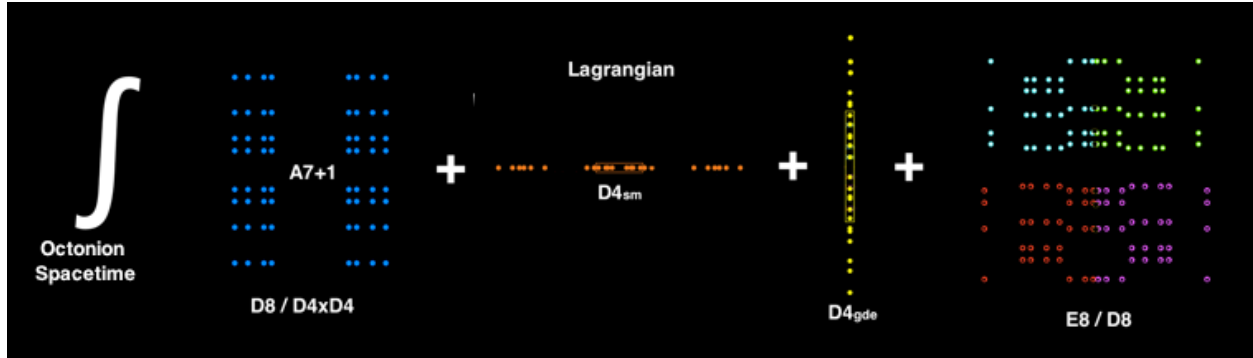 Lagrangian
A7+1
+
+
+
D4sm
∫
Octonion
Spacetime
D8 / D4xD4
D4gde
E8 / D8